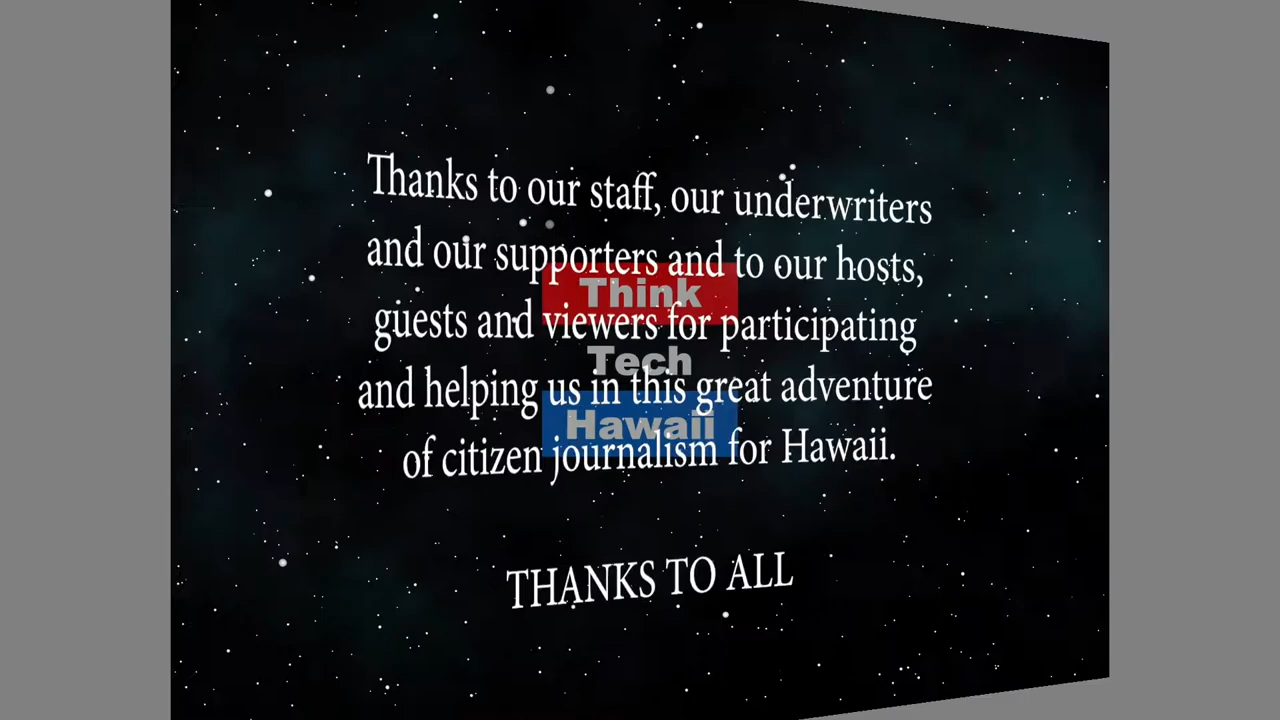 Thanks to our staff, our underwriters
and our supporters and to our hosts,
Think
guests and viewers for participating
Tech
and helping us in this great adventure
Hawaii
of citizen journalism for Hawaii.
THANKS TO ALL